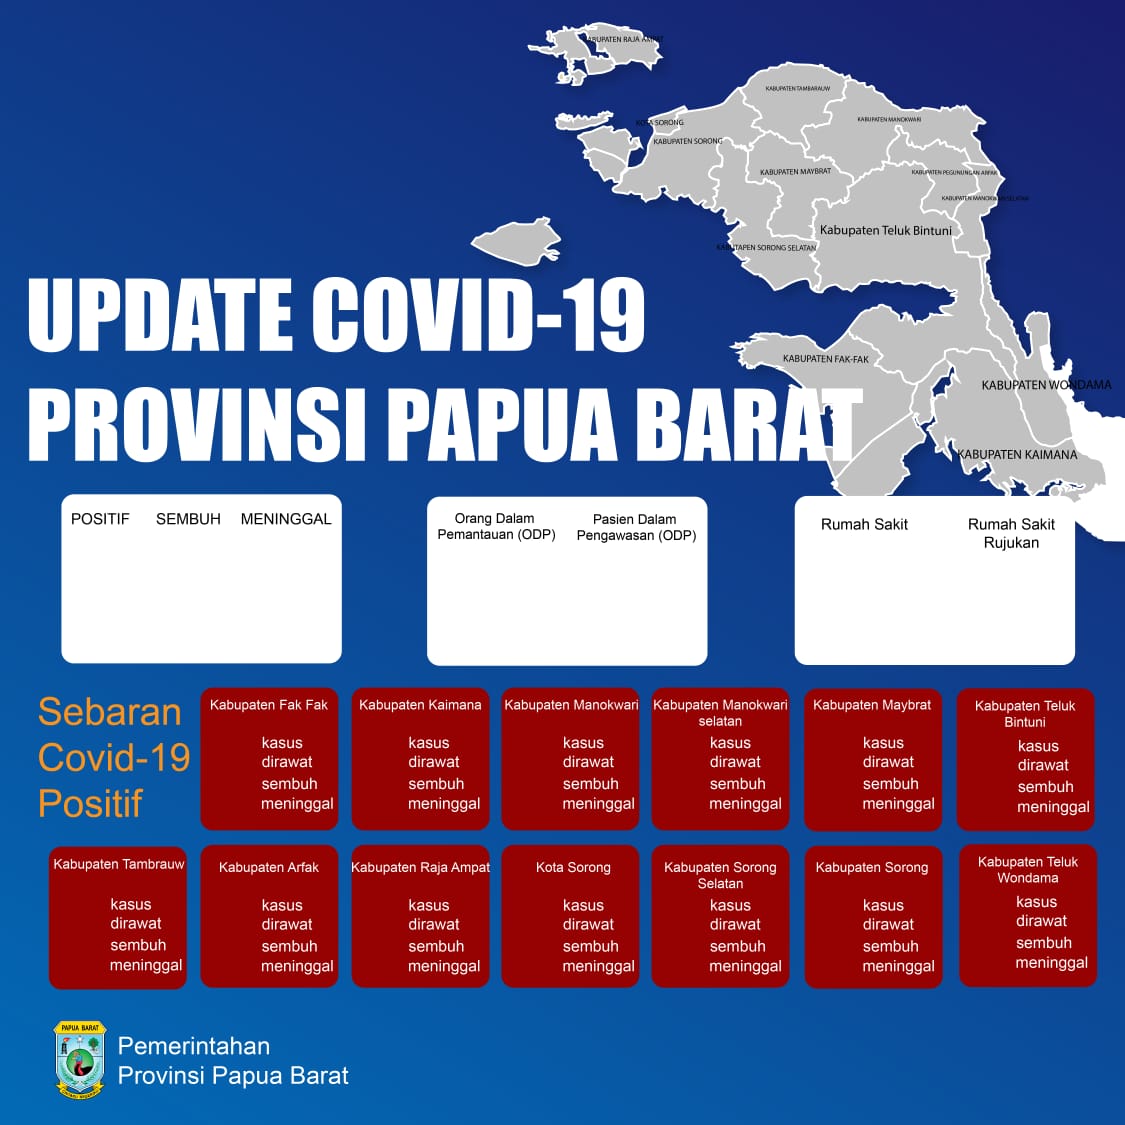 KABUPATEN RAJA AMPAT
KABUPATEN TAMBARAUW
KOTA SORONG
KABUPATEN MANOKWARI
KABUPATEN SORONG
KABUPATEN MAYBRAT
KABUPATEN PEGUNUNGAN ARFAK
KABUPATEN MANOKWARI SELATAN
Kabupaten Teluk Bintuni
KABUTAPEN SORONG SELATAN
UPDATE COVID-19
PROVINSI PAPUA BARAT
KABUPATEN FAK-FAK
KABUPATEN WONDAMA
KABUPATEN KAIMANA
POSITIF SEMBUH MENINGGAL
Orang Dalam
Pemantauan (ODP)
Pasien Dalam
Pengawasan (ODP)
Rumah Sakit
Rumah Sakit
Rujukan
Sebaran
Covid-19
Positif
Kabupaten Fak Fak
kasus
dirawat
sembuh
meninggal
Kabupaten Kaimana
kasus
dirawat
sembuh
meninggal
Kabupaten Manokwari
kasus
dirawat
sembuh
meninggal
Kabupaten Manokwari
selatan
kasus
dirawat
sembuh
meninggal
Kabupaten Maybrat
kasus
dirawat
sembuh
meninggal
Kabupaten Teluk
Bintuni
kasus
dirawat
sembuh
meninggal
Kabupaten Tambrauw
kasus
dirawat
sembuh
meninggal
Kabupaten Arfak
kasus
dirawat
sembuh
meninggal
Kabupaten Raja Ampat
kasus
dirawat
sembuh
meninggal
Kota Sorong
kasus
dirawat
sembuh
meninggal
Kabupaten Sorong
Selatan
kasus
dirawat
sembuh
meninggal
Kabupaten Sorong
kasus
dirawat
sembuh
meninggal
Kabupaten Teluk
Wondama
kasus
dirawat
sembuh
meninggal
PAPUA BARAT
Pemerintahan
Provinsi Papua Barat